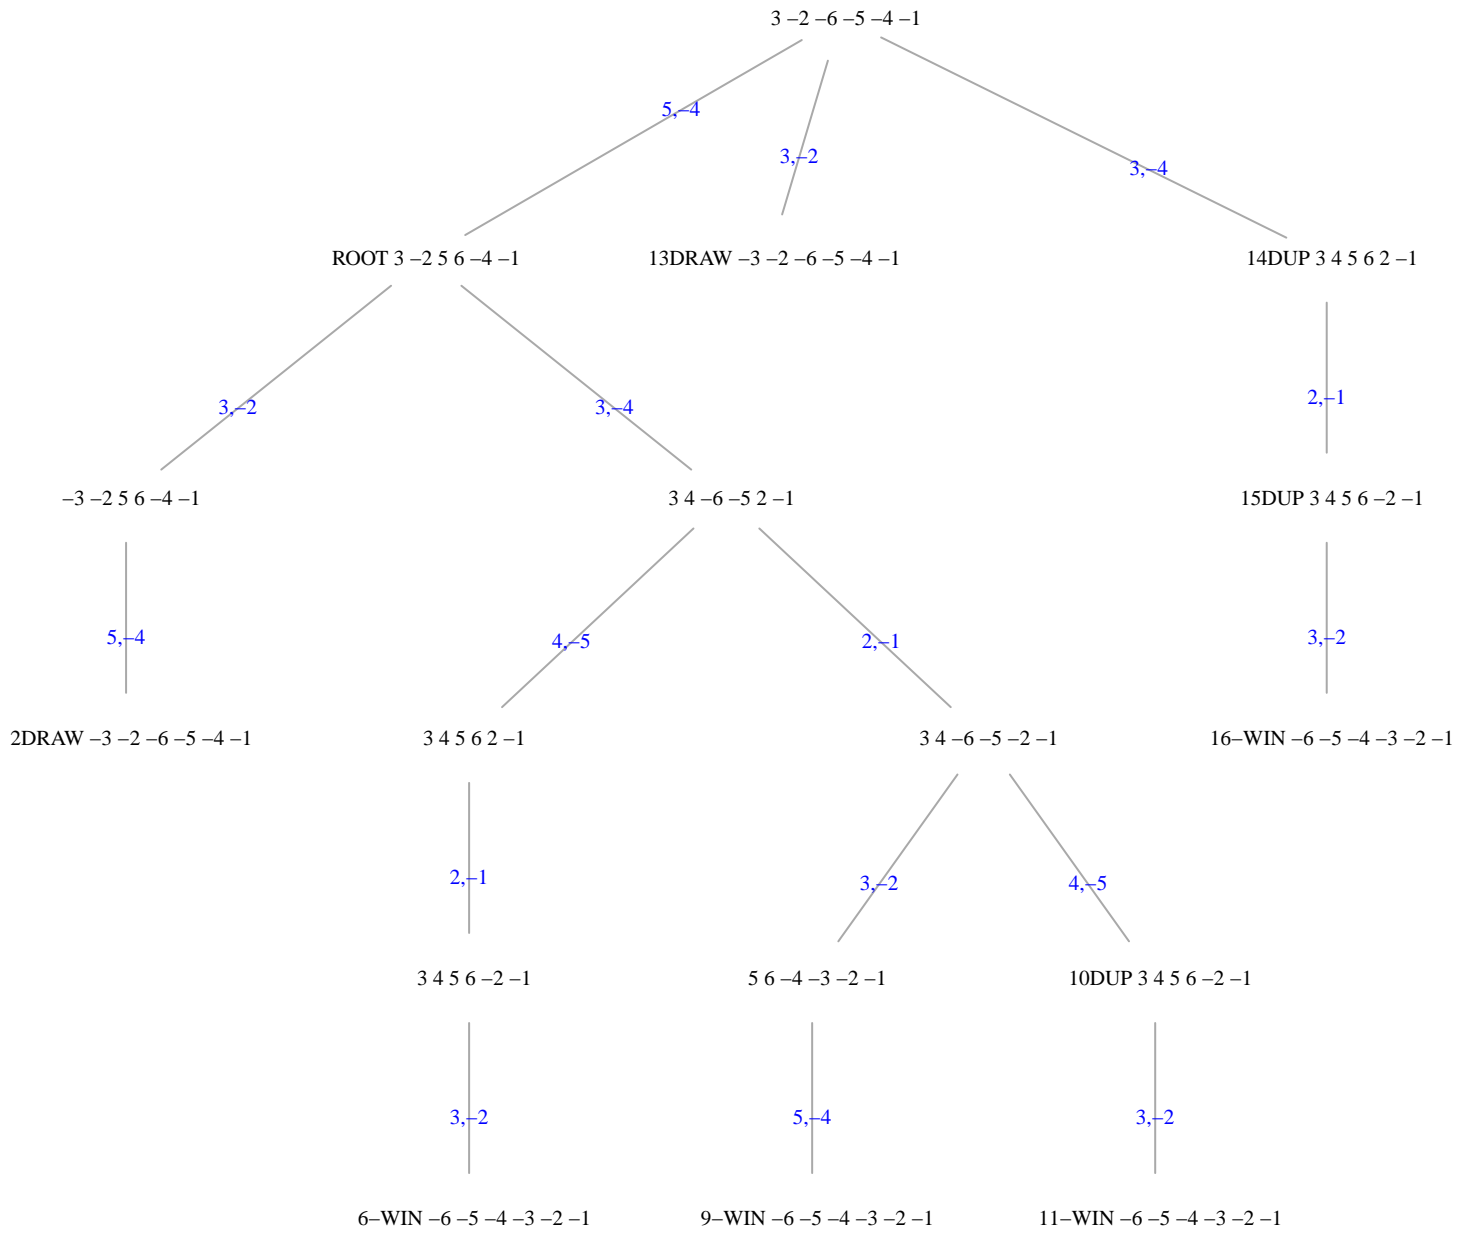 3 –2 –6 –5 –4 –1
5,–4
3,–2
3,–4
ROOT 3 –2 5 6 –4 –1
13DRAW –3 –2 –6 –5 –4 –1
14DUP 3 4 5 6 2 –1
3,–2
3,–4
2,–1
–3 –2 5 6 –4 –1
3 4 –6 –5 2 –1
15DUP 3 4 5 6 –2 –1
5,–4
4,–5
2,–1
3,–2
2DRAW –3 –2 –6 –5 –4 –1
3 4 5 6 2 –1
3 4 –6 –5 –2 –1
16–WIN –6 –5 –4 –3 –2 –1
2,–1
3,–2
4,–5
3 4 5 6 –2 –1
5 6 –4 –3 –2 –1
10DUP 3 4 5 6 –2 –1
3,–2
5,–4
3,–2
6–WIN –6 –5 –4 –3 –2 –1
9–WIN –6 –5 –4 –3 –2 –1
11–WIN –6 –5 –4 –3 –2 –1